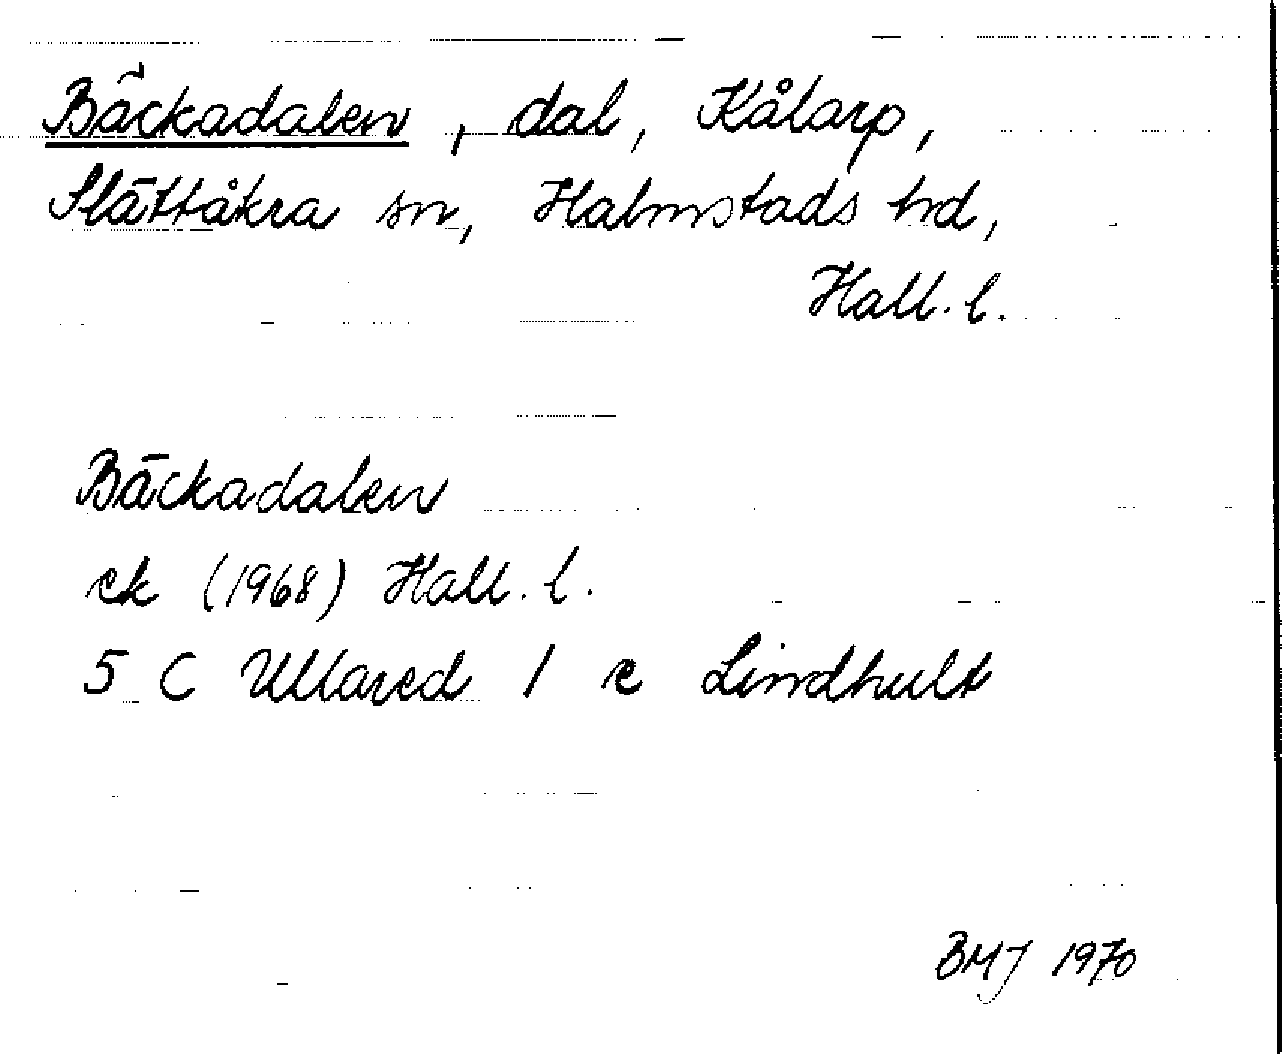 Bäckadalen, dal, Kålarp,
Slättåkra sn, Halmstads hd,
Hall. l.
Bäckadalen
ek (1968) Hall. l.
5 C Ullared 1 e Lindhult
BMJ 1970